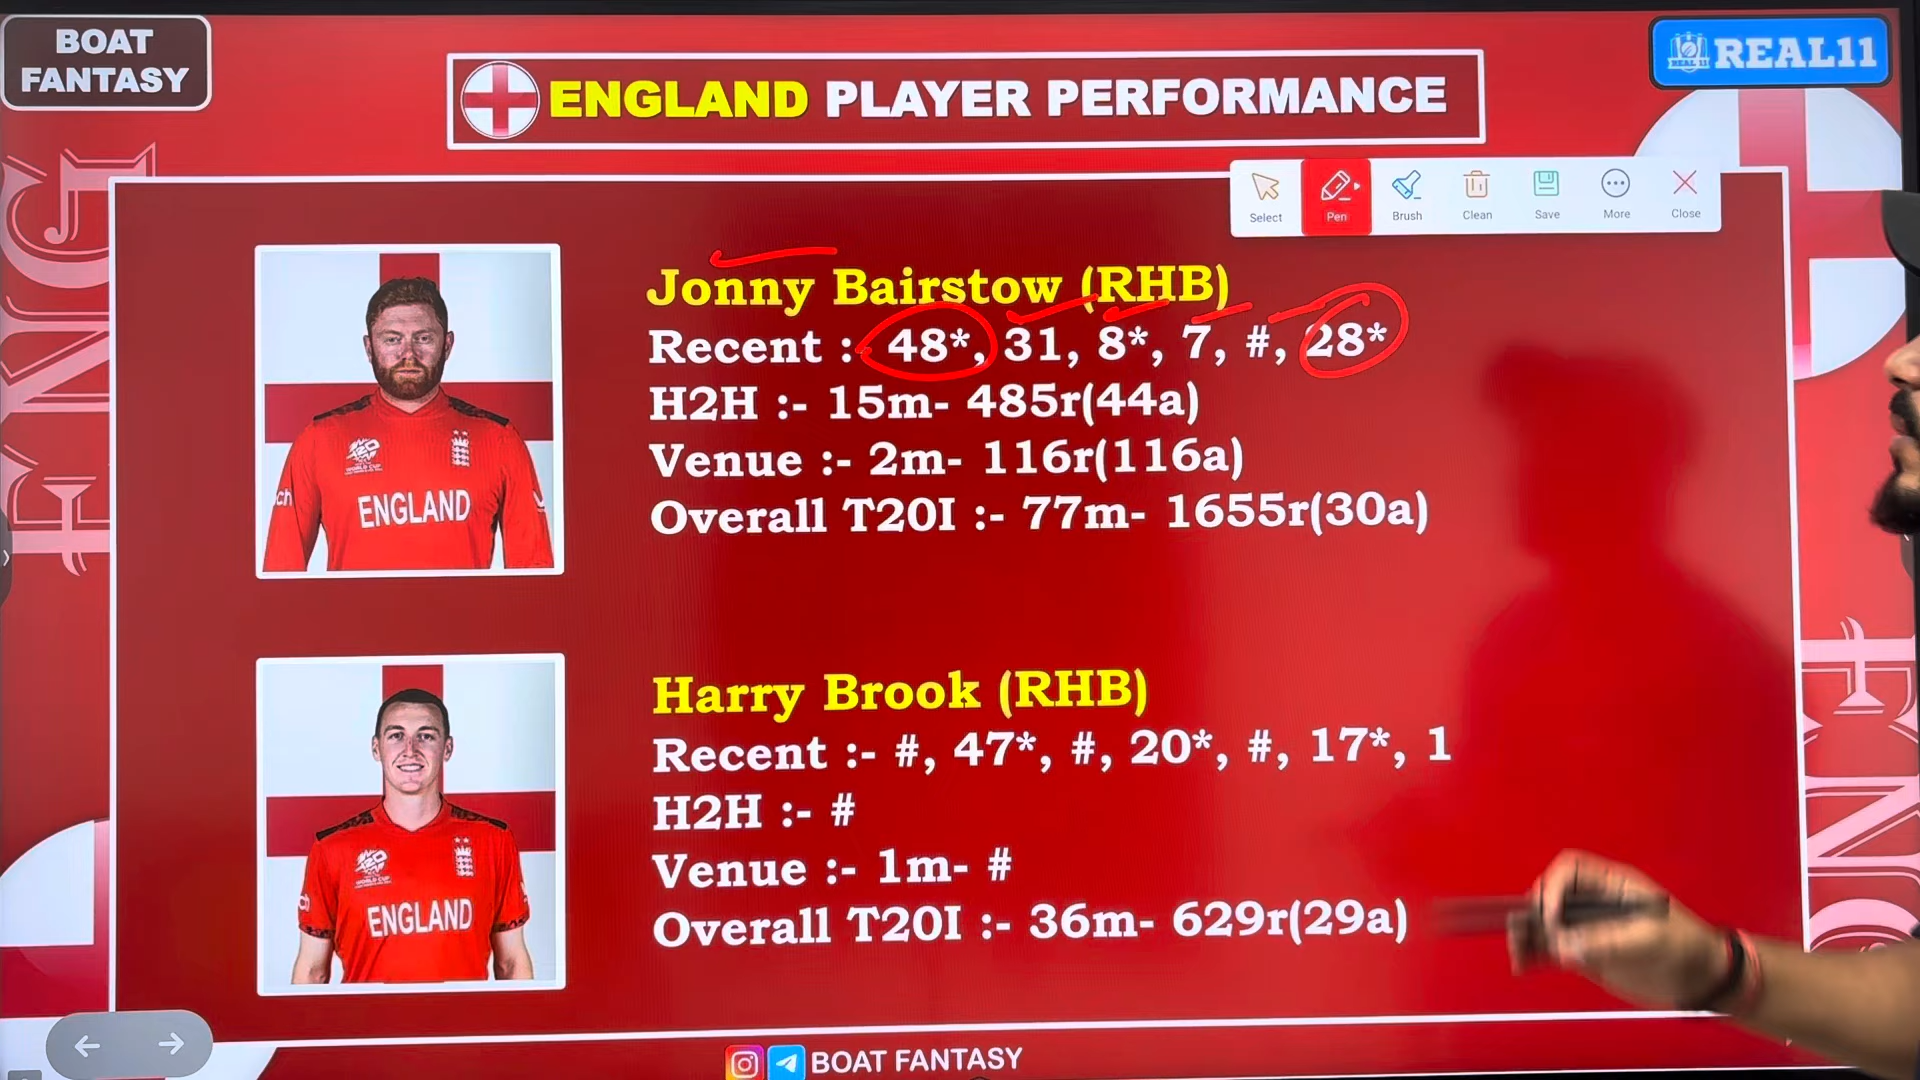 BOAT
FANTASY
ENGLAND PLAYER PERFORMANCE
REAL11
Select
Pen
Brush
Clean
Save
More
Close
ENG
Jonny Bairstow (RHB)
Recent :- 48*, 31, 8*, 7, #, 28*
H2H :- 15m- 485r(44a)
Venue :- 2m- 116r(116a)
Overall T20I :- 77m- 1655r(30a)
ENGLAND
Harry Brook (RHB)
Recent :- #, 47*, #, 20*, #, 17*, 1
H2H :- #
Venue :- 1m- #
Overall T20I :- 36m- 629r(29a)
ENGLAND
BOAT FANTASY